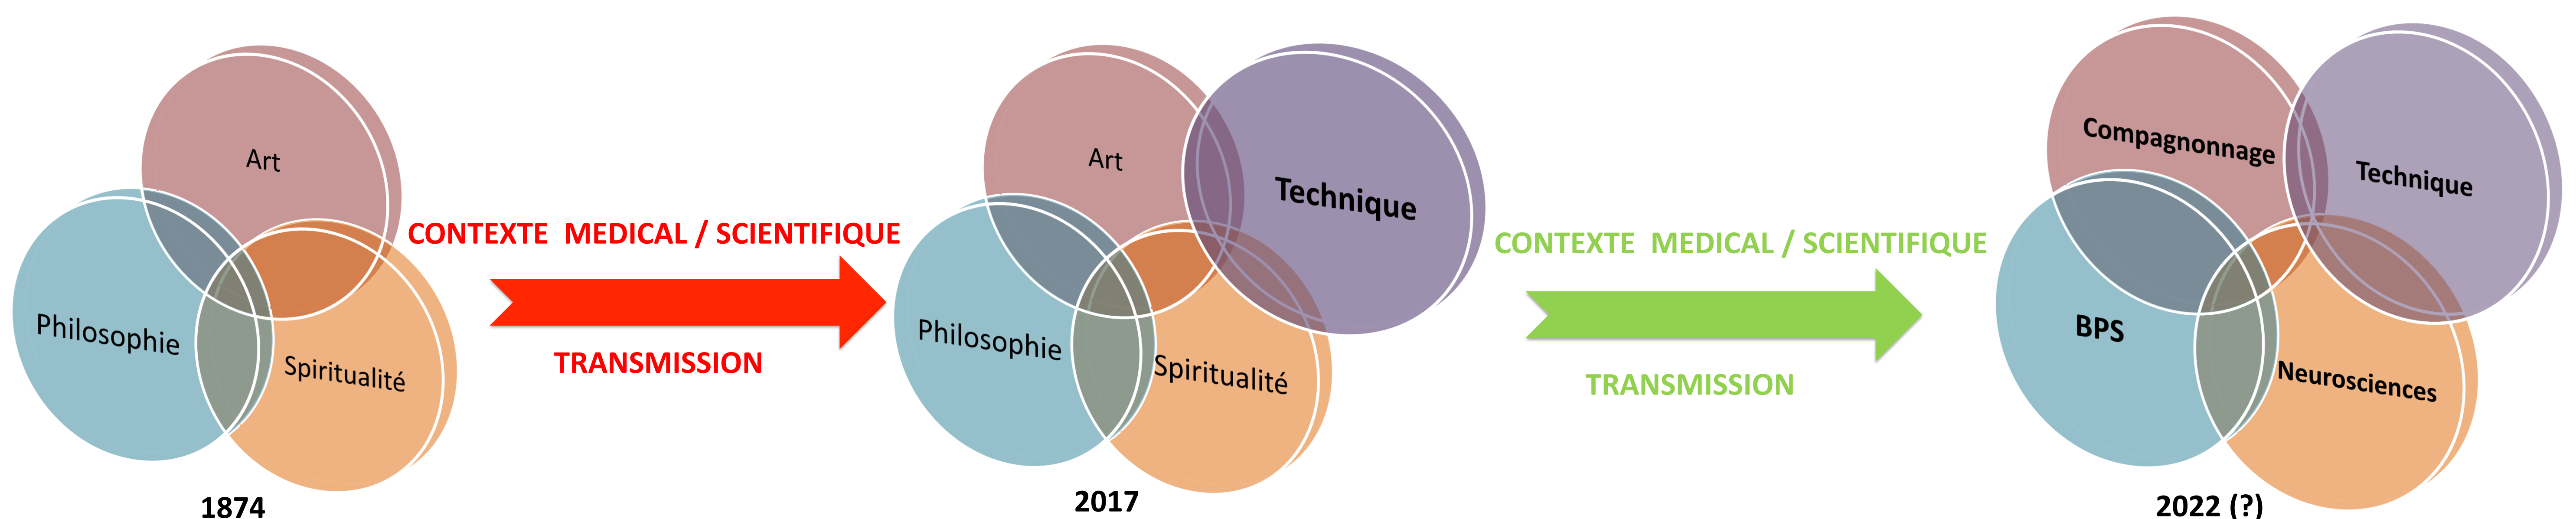 Art
Philosophie
Spiritualité
1874
CONTEXTE MEDICAL / SCIENTIFIQUE
TRANSMISSION
Art
Technique
Philosophie
Spiritualité
2017
CONTEXTE MEDICAL / SCIENTIFIQUE
TRANSMISSION
Compagnonnage
Technique
BPS
Neurosciences
2022 (?)